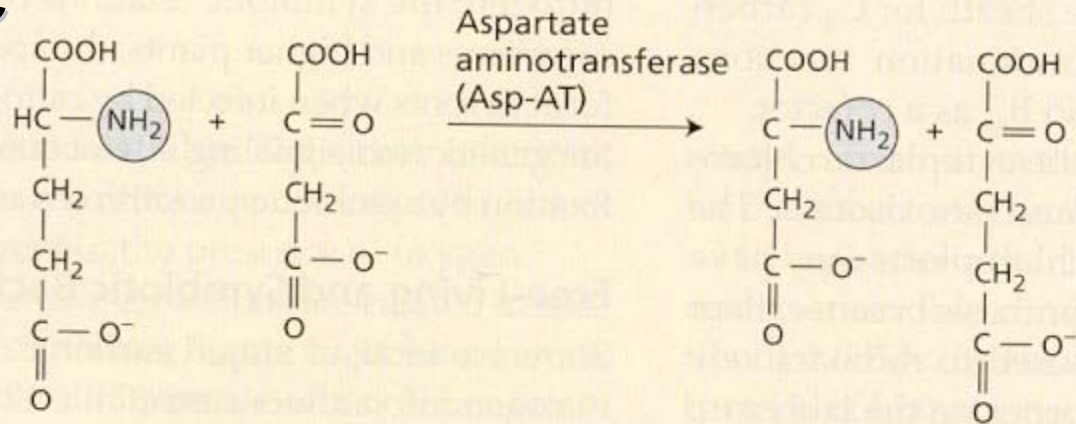 COOH
HC — NH₂
CH₂
CH₂
C — O⁻
O
+
COOH
C = O
CH₂
C — O⁻
O
Aspartate
aminotransferase
(Asp-AT)
COOH
C — NH₂
CH₂
C — O⁻
O
+
COOH
C = O
CH₂
CH₂
C — O⁻
O